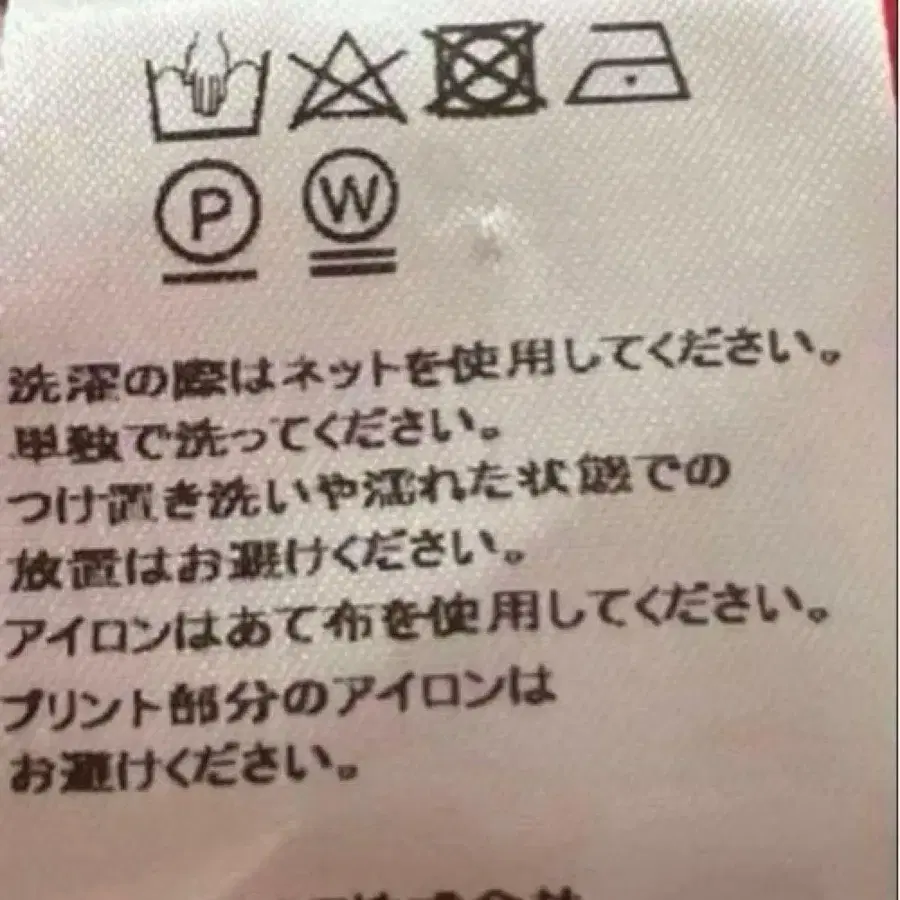 P W
洗濯の際はネットを使用してください。
単独で洗ってください。
つけ置き洗いや濡れた状態での
放置はお避けください。
アイロンはあて布を使用してください。
プリント部分のアイロンは
お避けください。